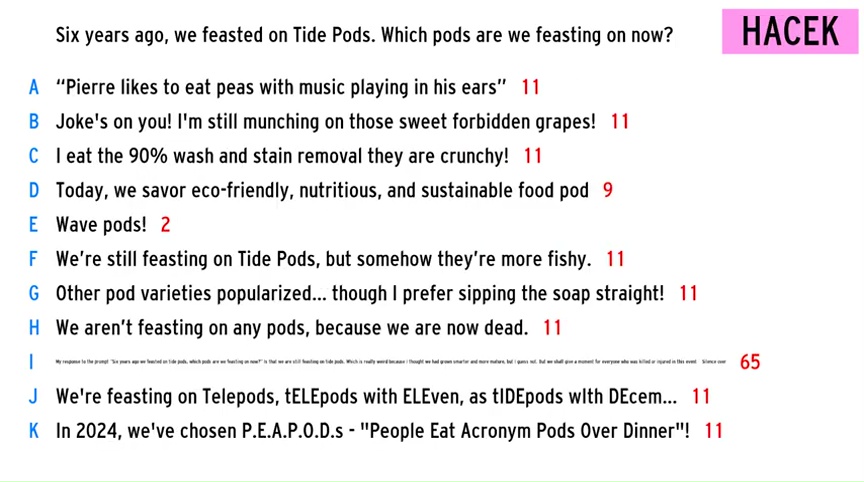 Six years ago, we feasted on Tide Pods. Which pods are we feasting on now?
HACEK
A "Pierre likes to eat peas with music playing in his ears" 11
B Joke's on you! I'm still munching on those sweet forbidden grapes! 11
C I eat the 90% wash and stain removal they are crunchy! 11
D Today, we savor eco-friendly, nutritious, and sustainable food pod 9
E Wave pods! 2
F We're still feasting on Tide Pods, but somehow they're more fishy. 11
G Other pod varieties popularized... though I prefer sipping the soap straight! 11
H We aren't feasting on any pods, because we are now dead. 11
I My response to the prompt "Six years ago we feasted on tide pods, which pods are we feasting on now?" is that we are still feasting on tide pods. Which is really weird because I thought we had grown smarter and more mature, but I guess not. But we shall give a moment for everyone who was killed or injured in this event Silence over 65
J We're feasting on Telepods, tELEpods with ELEven, as tIDEpods wIth DEcem... 11
K In 2024, we've chosen P.E.A.P.O.D.s - "People Eat Acronym Pods Over Dinner"! 11